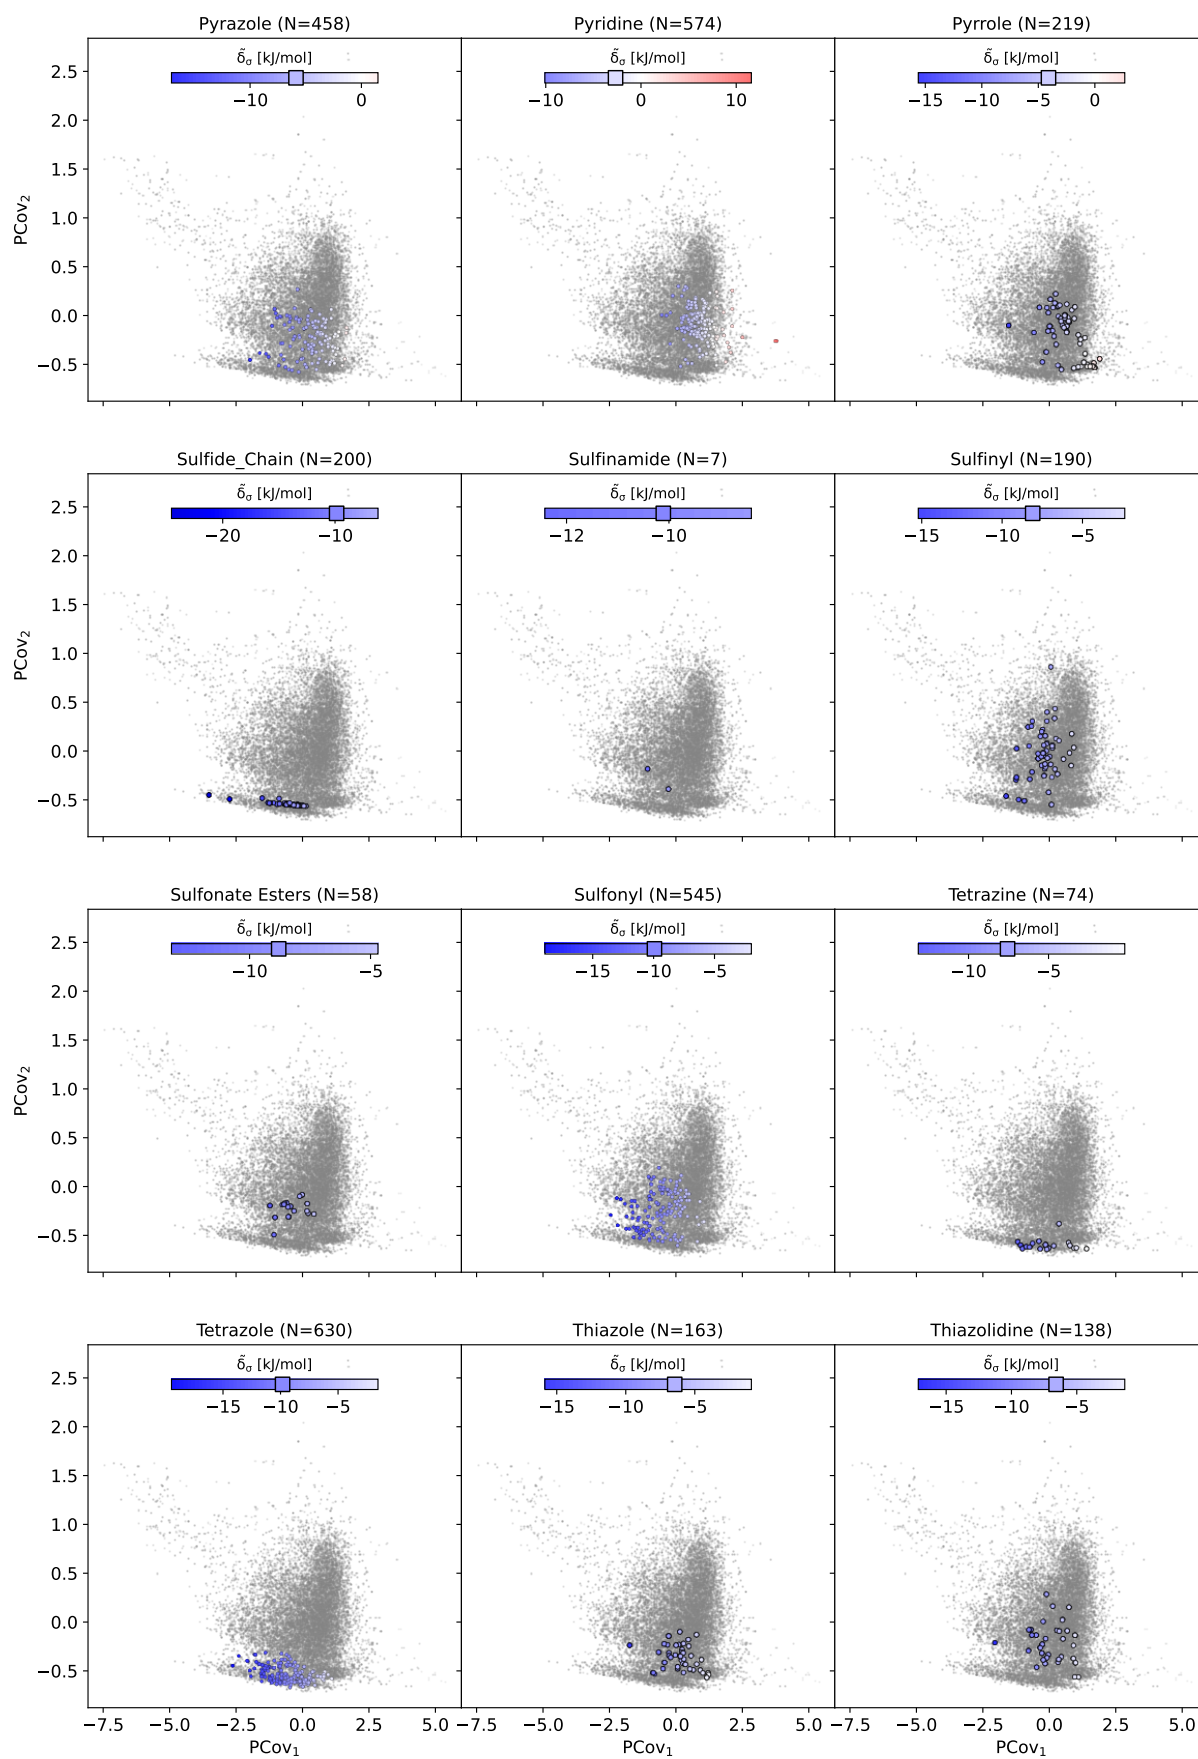 Pyrazole (N=458)
Pyridine (N=574)
Pyrrole (N=219)
δ̃σ [kJ/mol]
δ̃σ [kJ/mol]
δ̃σ [kJ/mol]
−10 0
−10 0 10
−15 −10 −5 0
2.5
2.0
1.5
1.0
0.5
0.0
−0.5
PCov₂
Sulfide_Chain (N=200)
Sulfinamide (N=7)
Sulfinyl (N=190)
δ̃σ [kJ/mol]
δ̃σ [kJ/mol]
δ̃σ [kJ/mol]
−20 −10
−12 −10
−15 −10 −5
2.5
2.0
1.5
1.0
0.5
0.0
−0.5
PCov₂
Sulfonate Esters (N=58)
Sulfonyl (N=545)
Tetrazine (N=74)
δ̃σ [kJ/mol]
δ̃σ [kJ/mol]
δ̃σ [kJ/mol]
−10 −5
−15 −10 −5
−10 −5
2.5
2.0
1.5
1.0
0.5
0.0
−0.5
PCov₂
Tetrazole (N=630)
Thiazole (N=163)
Thiazolidine (N=138)
δ̃σ [kJ/mol]
δ̃σ [kJ/mol]
δ̃σ [kJ/mol]
−15 −10 −5
−15 −10 −5
−15 −10 −5
2.5
2.0
1.5
1.0
0.5
0.0
−0.5
PCov₂
−7.5 −5.0 −2.5 0.0 2.5 5.0
−7.5 −5.0 −2.5 0.0 2.5 5.0
−7.5 −5.0 −2.5 0.0 2.5 5.0
PCov₁
PCov₁
PCov₁